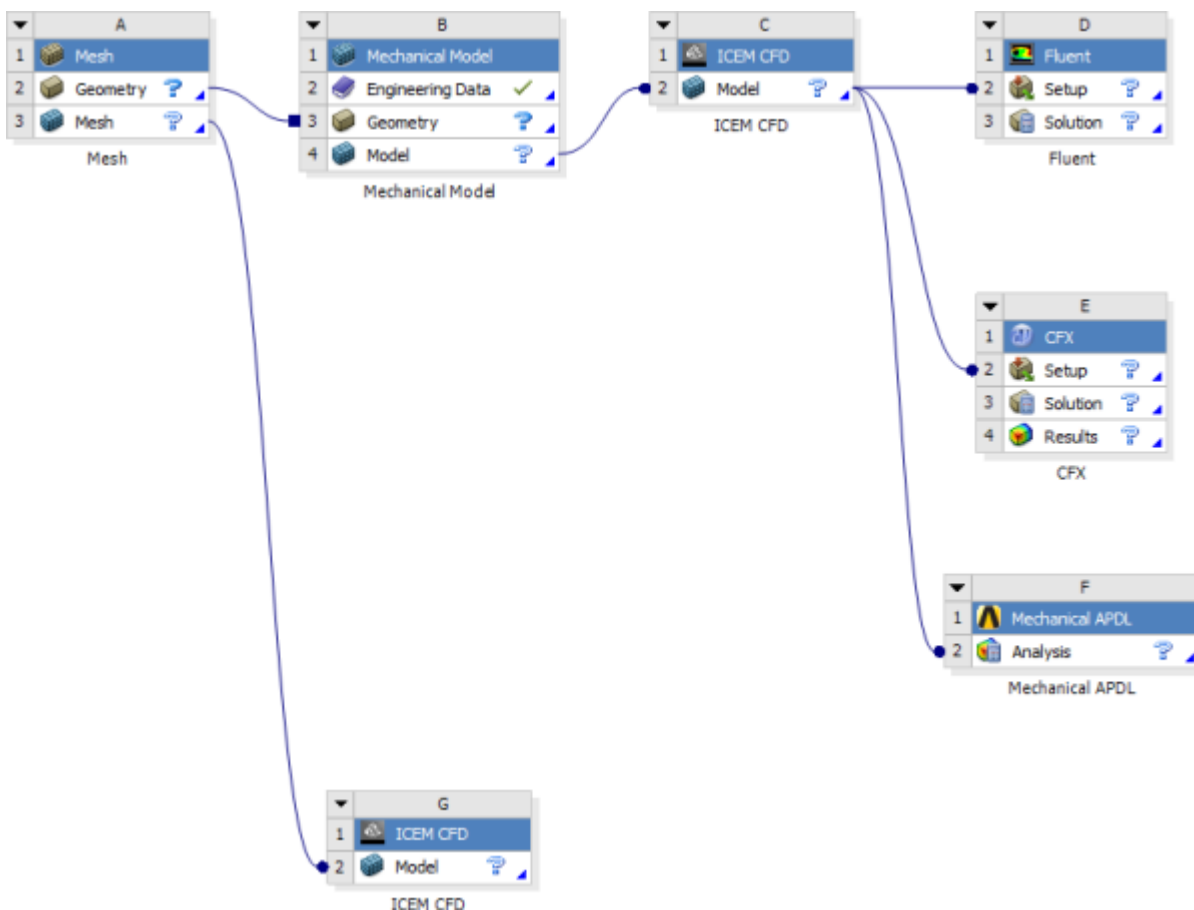 A
1 Mesh
2 Geometry ?
3 Mesh ?
Mesh
B
1 Mechanical Model
2 Engineering Data ✓
3 Geometry ?
4 Model ?
Mechanical Model
C
1 ICEM CFD
2 Model ?
ICEM CFD
D
1 Fluent
2 Setup ?
3 Solution ?
Fluent
E
1 CFX
2 Setup ?
3 Solution ?
4 Results ?
CFX
F
1 Mechanical APDL
2 Analysis ?
Mechanical APDL
G
1 ICEM CFD
2 Model ?
ICEM CFD